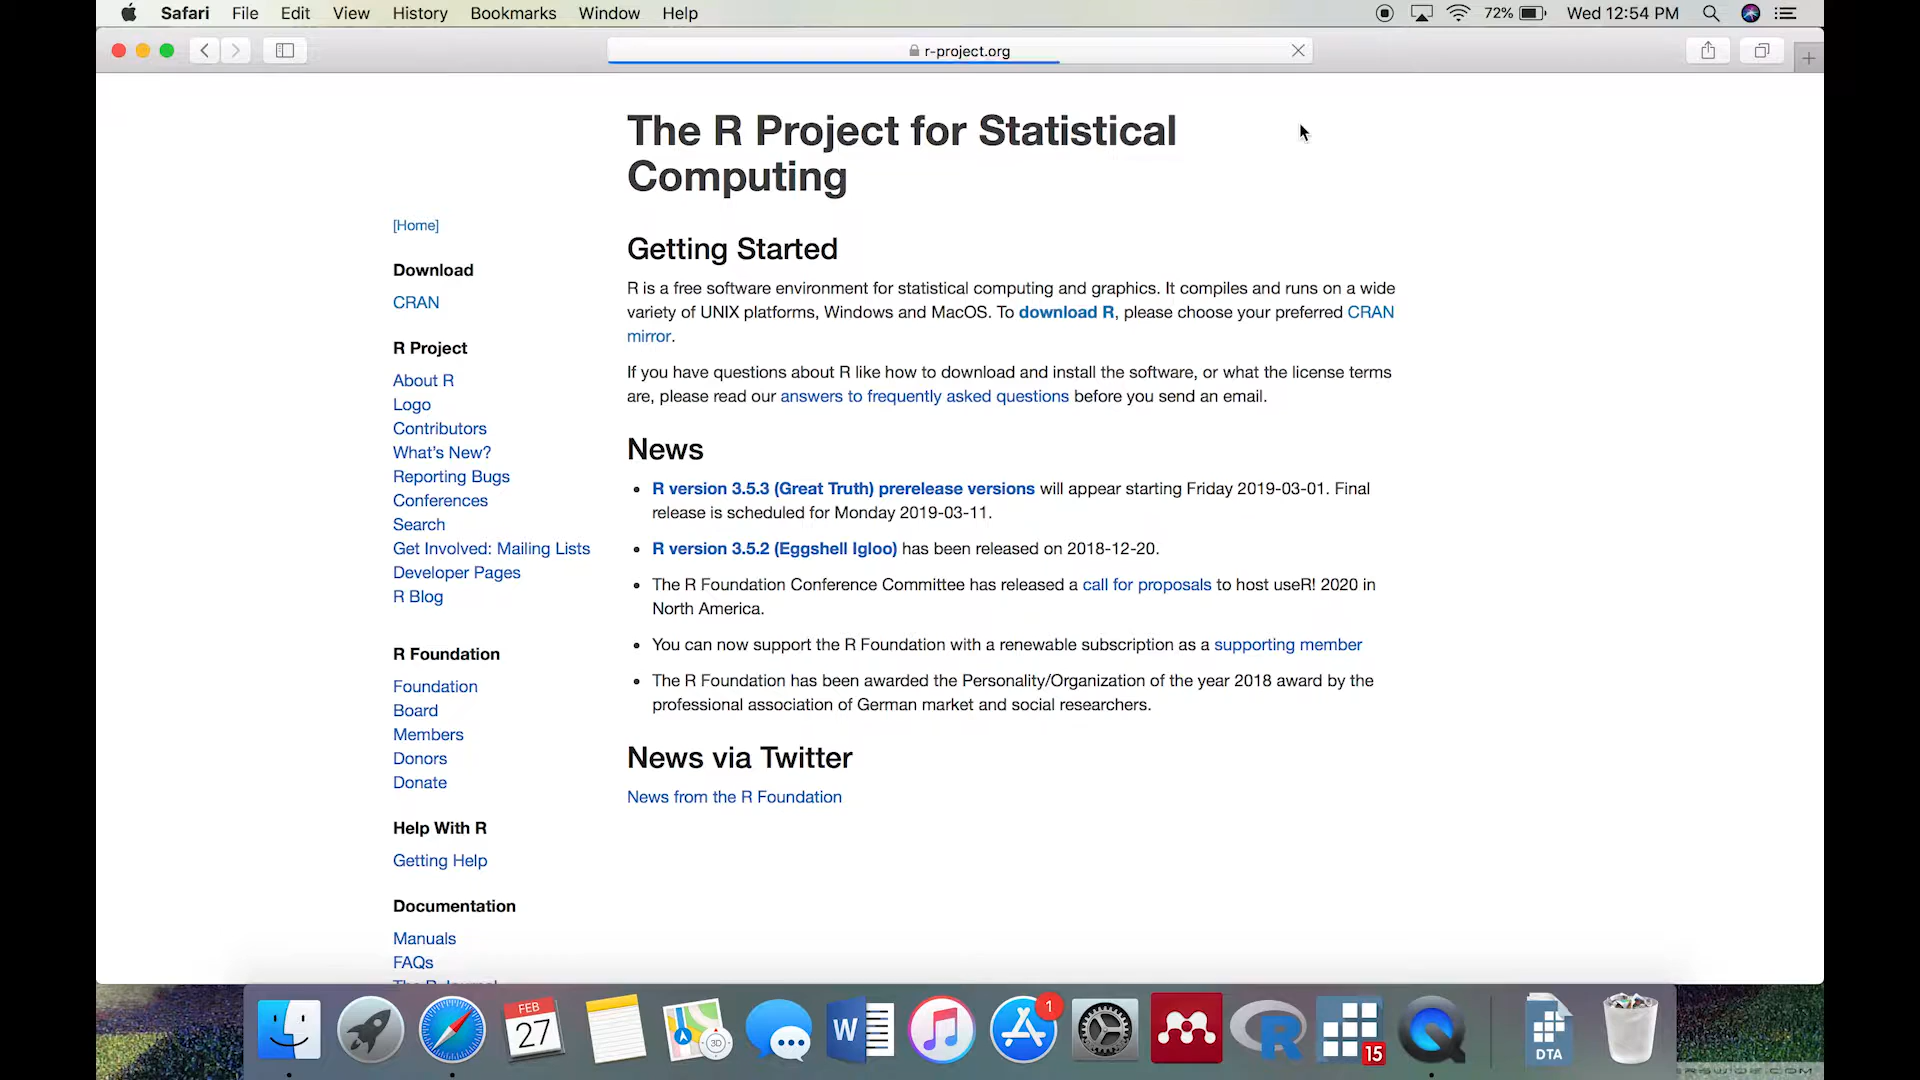 Safari File Edit View History Bookmarks Window Help 72% Wed 12:54 PM
r-project.org
The R Project for Statistical
Computing
[Home]
Download
CRAN
R Project
About R
Logo
Contributors
What's New?
Reporting Bugs
Conferences
Search
Get Involved: Mailing Lists
Developer Pages
R Blog
R Foundation
Foundation
Board
Members
Donors
Donate
Help With R
Getting Help
Documentation
Manuals
FAQs
The R Journal
Getting Started
R is a free software environment for statistical computing and graphics. It compiles and runs on a wide
variety of UNIX platforms, Windows and MacOS. To download R, please choose your preferred CRAN
mirror.
If you have questions about R like how to download and install the software, or what the license terms
are, please read our answers to frequently asked questions before you send an email.
News
R version 3.5.3 (Great Truth) prerelease versions will appear starting Friday 2019-03-01. Final
release is scheduled for Monday 2019-03-11.
R version 3.5.2 (Eggshell Igloo) has been released on 2018-12-20.
The R Foundation Conference Committee has released a call for proposals to host useR! 2020 in
North America.
You can now support the R Foundation with a renewable subscription as a supporting member
The R Foundation has been awarded the Personality/Organization of the year 2018 award by the
professional association of German market and social researchers.
News via Twitter
News from the R Foundation
FEB
27
3D
W
1
R
15
DTA